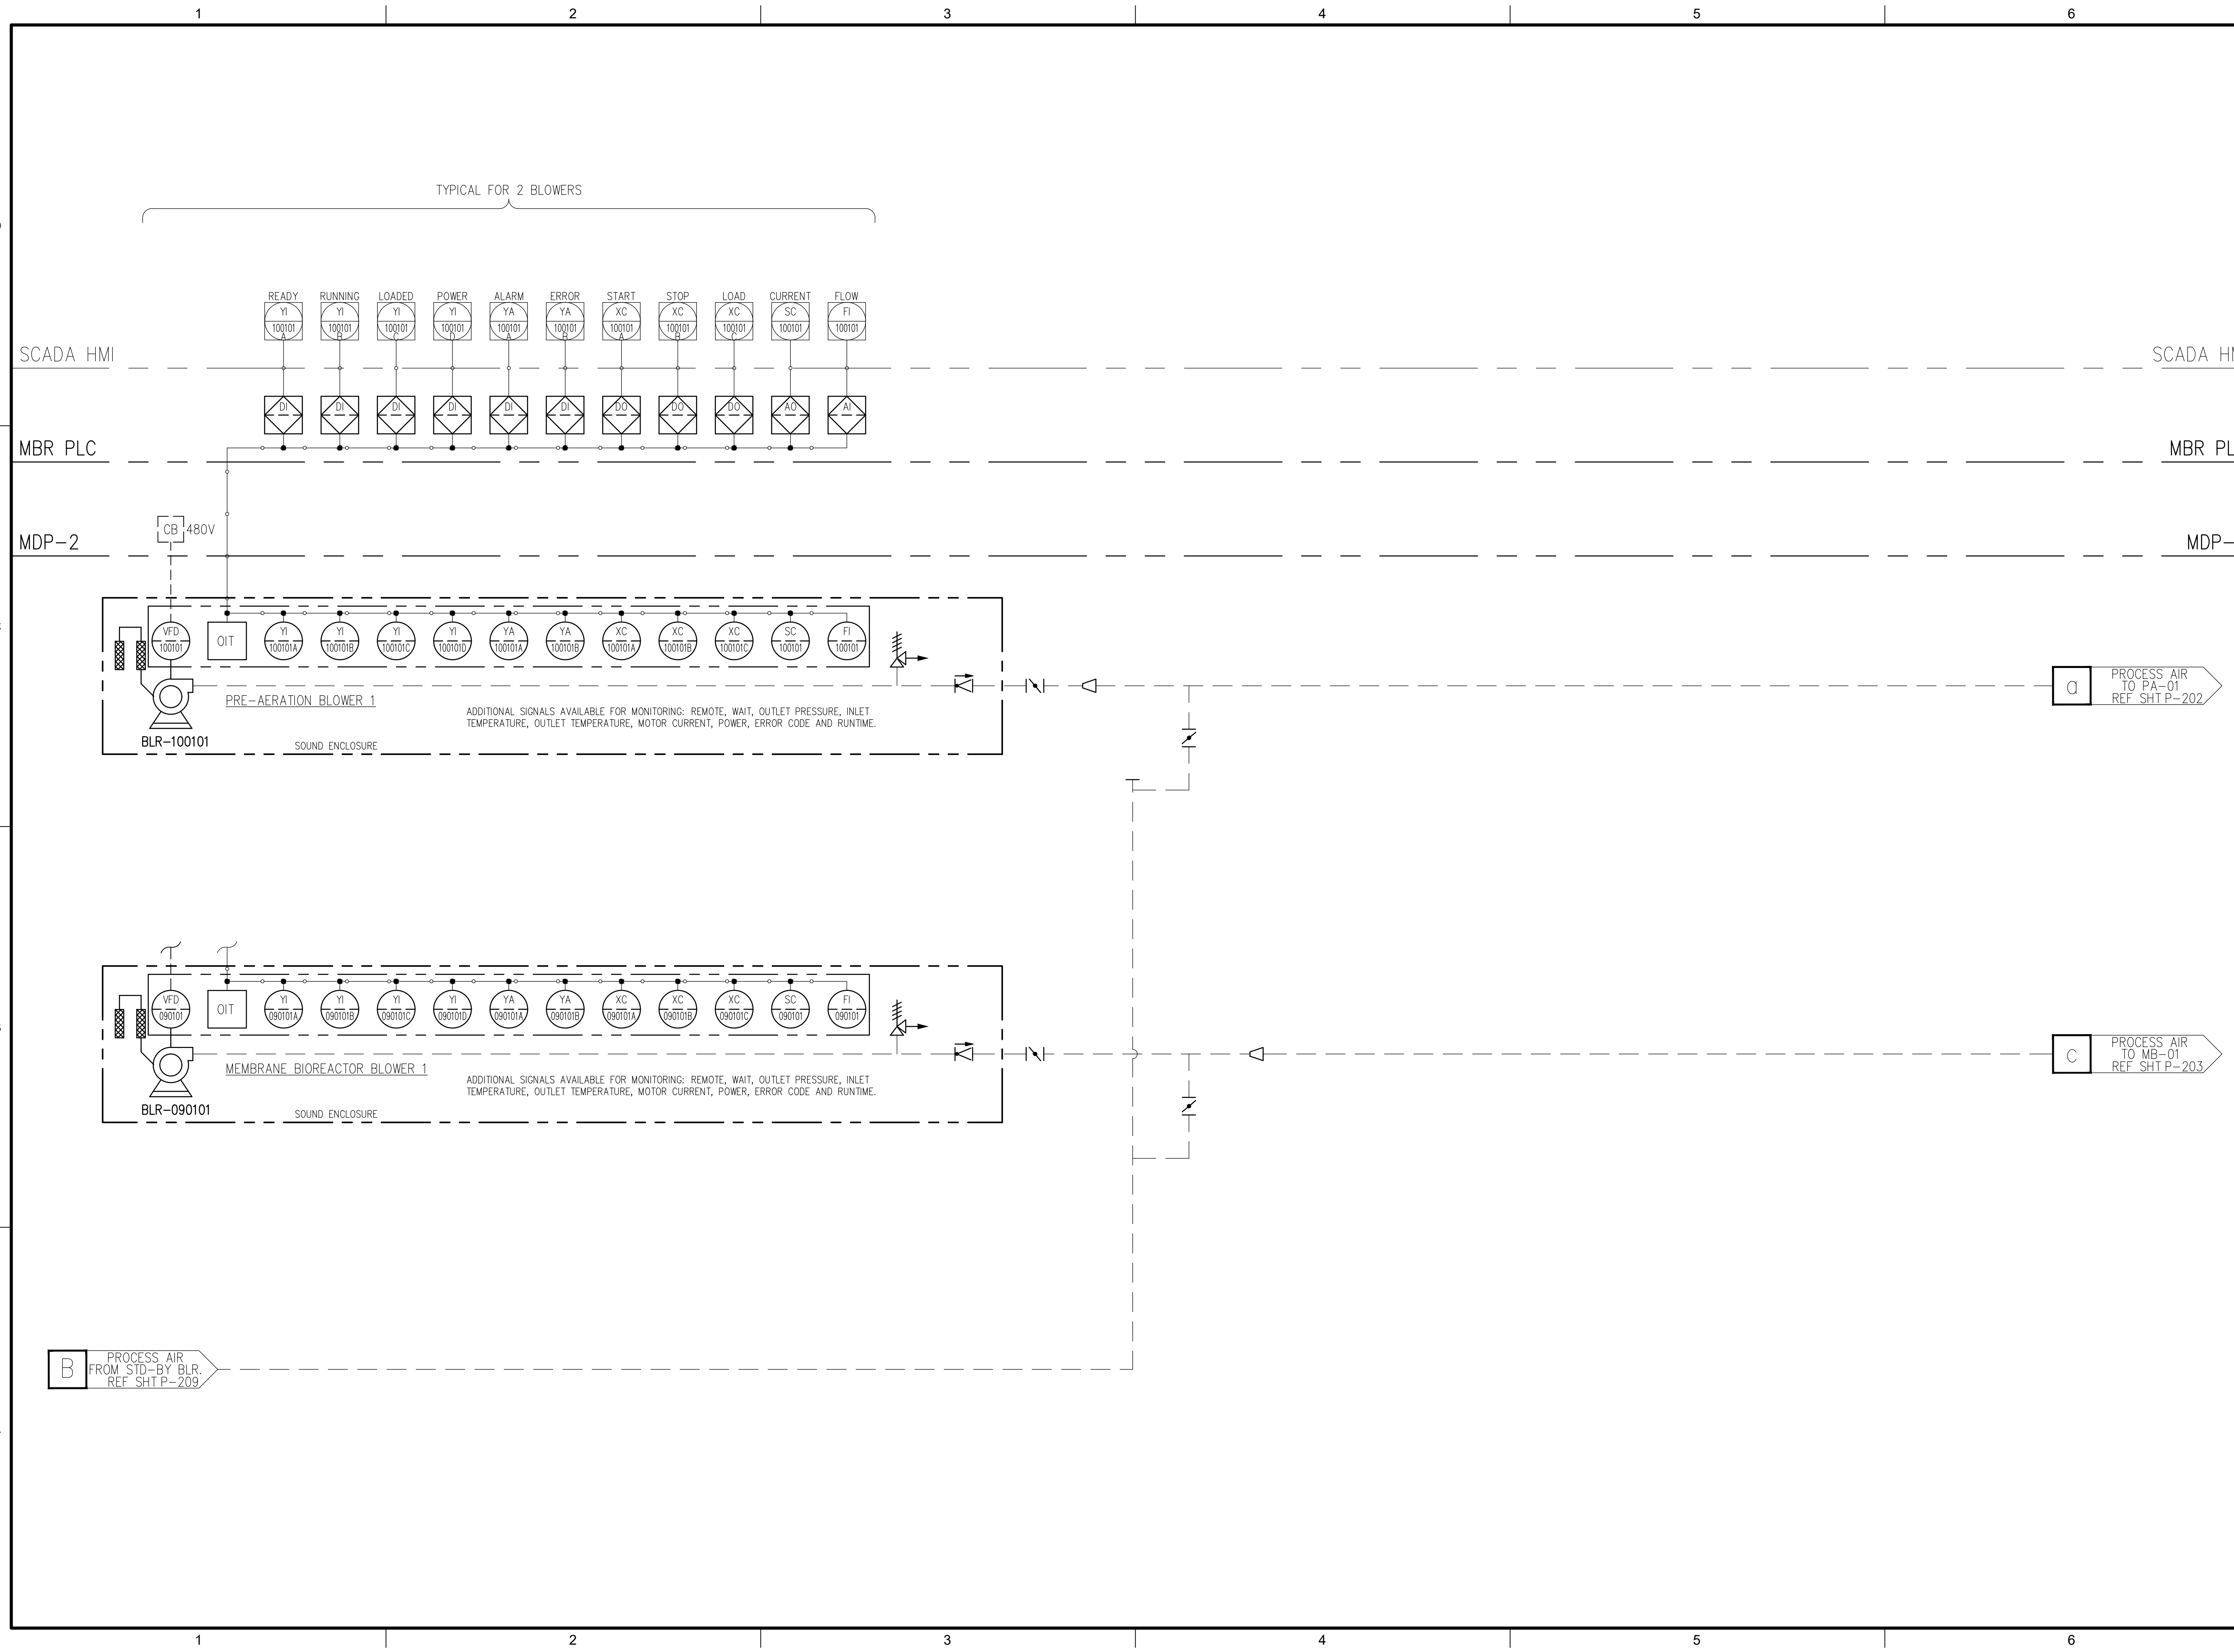 1 2 3 4 5 6
TYPICAL FOR 2 BLOWERS
READY RUNNING LOADED POWER ALARM ERROR START STOP LOAD CURRENT FLOW
YI YI YI YI YA YA XC XC XC SC FI
100101 100101 100101 100101 100101 100101 100101 100101 100101 100101 100101
A B C D A B A B C
SCADA HMI
DI DI DI DI DI DI DO DO DO AO AI
MBR PLC
MBR PL
CB 480V
MDP-2
MDP-
VFD OIT YI YI YI YI YA YA XC XC XC SC FI
100101 100101A 100101B 100101C 100101D 100101A 100101B 100101A 100101B 100101C 100101 100101
PRE-AERATION BLOWER 1
ADDITIONAL SIGNALS AVAILABLE FOR MONITORING: REMOTE, WAIT, OUTLET PRESSURE, INLET
TEMPERATURE, OUTLET TEMPERATURE, MOTOR CURRENT, POWER, ERROR CODE AND RUNTIME.
BLR-100101
SOUND ENCLOSURE
a
PROCESS AIR
TO PA-01
REF SHT P-202
VFD OIT YI YI YI YI YA YA XC XC XC SC FI
090101 090101A 090101B 090101C 090101D 090101A 090101B 090101A 090101B 090101C 090101 090101
MEMBRANE BIOREACTOR BLOWER 1
ADDITIONAL SIGNALS AVAILABLE FOR MONITORING: REMOTE, WAIT, OUTLET PRESSURE, INLET
TEMPERATURE, OUTLET TEMPERATURE, MOTOR CURRENT, POWER, ERROR CODE AND RUNTIME.
BLR-090101
SOUND ENCLOSURE
c
PROCESS AIR
TO MB-01
REF SHT P-203
B
PROCESS AIR
FROM STD-BY BLR.
REF SHT P-209
1 2 3 4 5 6